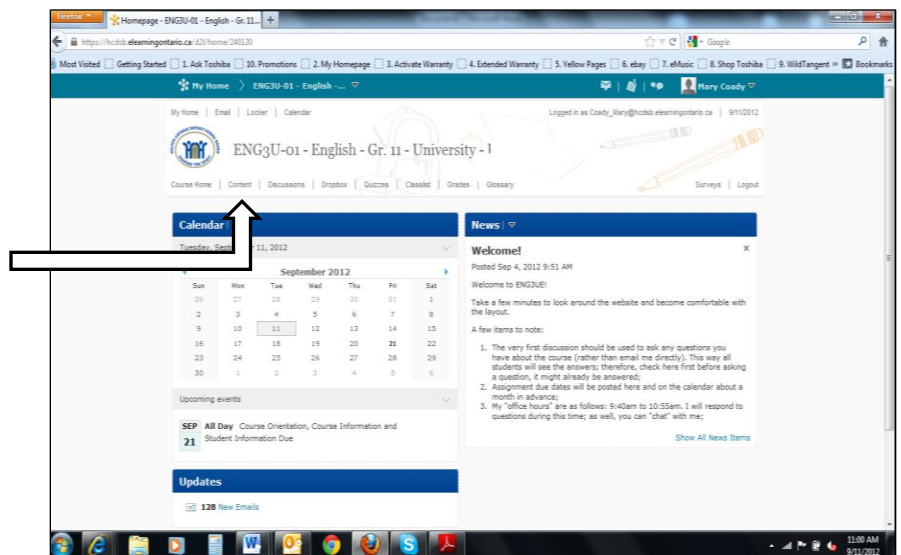 Firefox
Homepage - ENG3U-01 - English - Gr. 11...
https://hcdsb.elearningontario.ca/d2l/home/240120
Google
Most Visited Getting Started 1. Ask Toshiba 10. Promotions 2. My Homepage 3. Activate Warranty 4. Extended Warranty 5. Yellow Pages 6. ebay 7. eMusic 8. Shop Toshiba 9. WildTangent » Bookmarks
My Home ENG3U-01 - English -... Mary Coady
My Home | Email | Locker | Calendar Logged in as Coady_Mary@hcdsb.elearningontario.ca | 9/11/2012
ENG3U-01 - English - Gr. 11 - University -
Course Home | Content | Discussions | Dropbox | Quizzes | Classlist | Grades | Glossary Surveys | Logout
Calendar
Tuesday, September 11, 2012
September 2012
Sun Mon Tue Wed Thu Fri Sat
26 27 28 29 30 31 1
2 3 4 5 6 7 8
9 10 11 12 13 14 15
16 17 18 19 20 21 22
23 24 25 26 27 28 29
30 1 2 3 4 5 6
Upcoming events
SEP 21 All Day Course Orientation, Course Information and
Student Information Due
Updates
128 New Emails
News
Welcome!
Posted Sep 4, 2012 9:51 AM
Welcome to ENG3UE!
Take a few minutes to look around the website and become comfortable with
the layout.
A few items to note:
1. The very first discussion should be used to ask any questions you
have about the course (rather than email me directly). This way all
students will see the answers; therefore, check here first before asking
a question, it might already be answered;
2. Assignment due dates will be posted here and on the calendar about a
month in advance;
3. My "office hours" are as follows: 9:40am to 10:55am. I will respond to
questions during this time; as well, you can "chat" with me;
Show All News Items
11:00 AM
9/11/2012